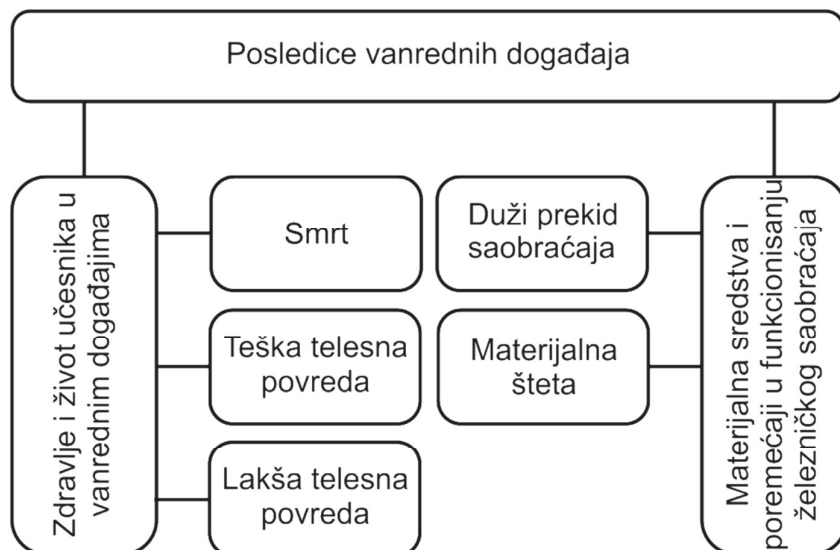 Posledice vanrednih događaja
Zdravlje i život učesnika u
vanrednim događajima
Smrt
Teška telesna
povreda
Lakša telesna
povreda
Duži prekid
saobraćaja
Materijalna
šteta
Materijalna sredstva i
poremećaji u funkcionisanju
železničkog saobraćaja